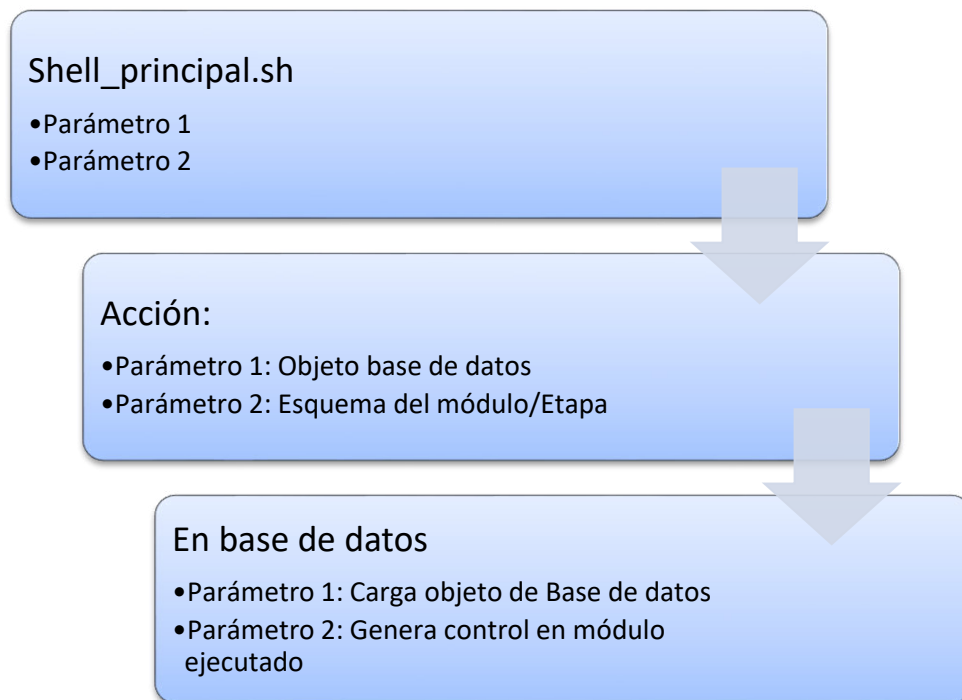 Shell_principal.sh
•Parámetro 1
•Parámetro 2
Acción:
•Parámetro 1: Objeto base de datos
•Parámetro 2: Esquema del módulo/Etapa
En base de datos
•Parámetro 1: Carga objeto de Base de datos
•Parámetro 2: Genera control en módulo
ejecutado